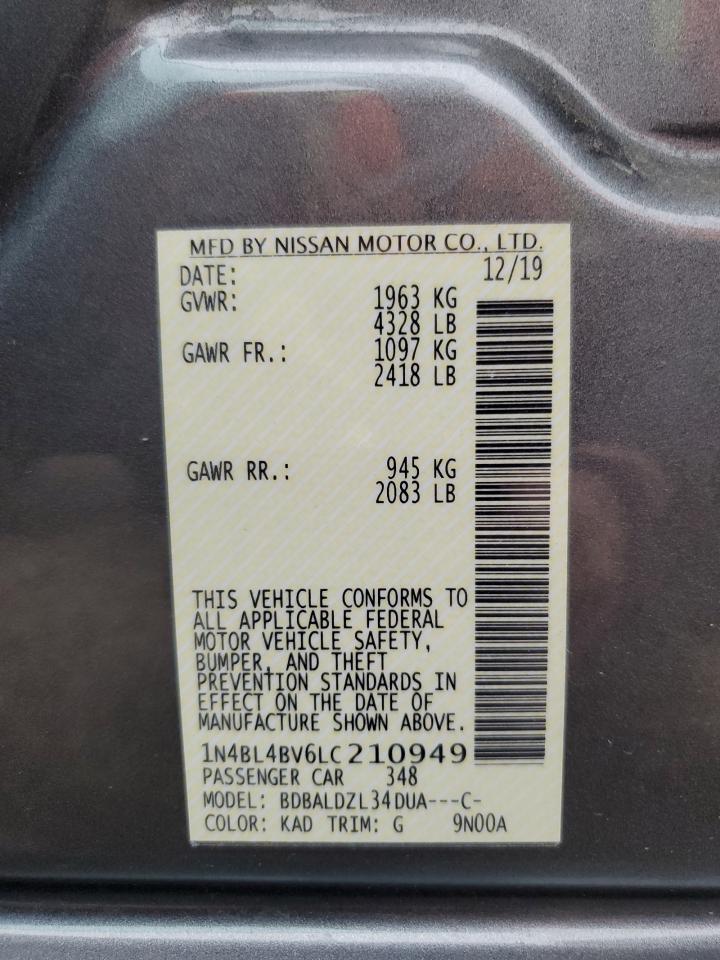 MFD BY NISSAN MOTOR CO., LTD.
DATE: 12/19
GVWR: 1963 KG
4328 LB
GAWR FR.: 1097 KG
2418 LB
GAWR RR.: 945 KG
2083 LB
THIS VEHICLE CONFORMS TO
ALL APPLICABLE FEDERAL
MOTOR VEHICLE SAFETY,
BUMPER, AND THEFT
PREVENTION STANDARDS IN
EFFECT ON THE DATE OF
MANUFACTURE SHOWN ABOVE.
1N4BL4BV6LC210949
PASSENGER CAR 348
MODEL: BDBALDZL34DUA---C-
COLOR: KAD TRIM: G 9N00A